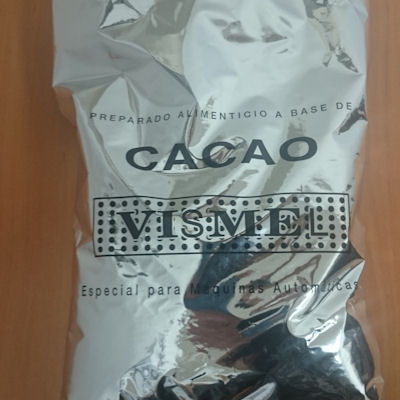 PREPARADO ALIMENTICIO A BASE DE
CACAO
VISMEL
Especial para Maquinas Automaticas